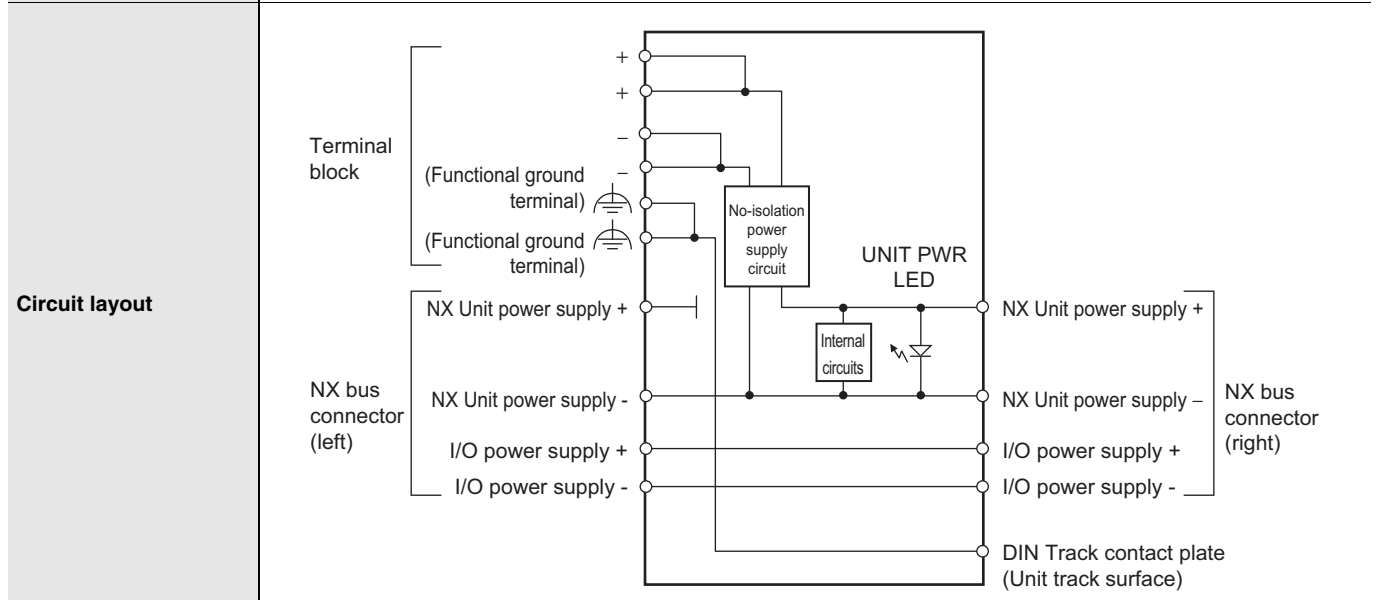 Circuit layout
Terminal
block
+
+
–
–
(Functional ground
terminal)
(Functional ground
terminal)
No-isolation
power
supply
circuit
UNIT PWR
LED
Internal
circuits
NX bus
connector
(left)
NX Unit power supply +
NX Unit power supply -
I/O power supply +
I/O power supply -
NX Unit power supply +
NX Unit power supply –
I/O power supply +
I/O power supply -
NX bus
connector
(right)
DIN Track contact plate
(Unit track surface)